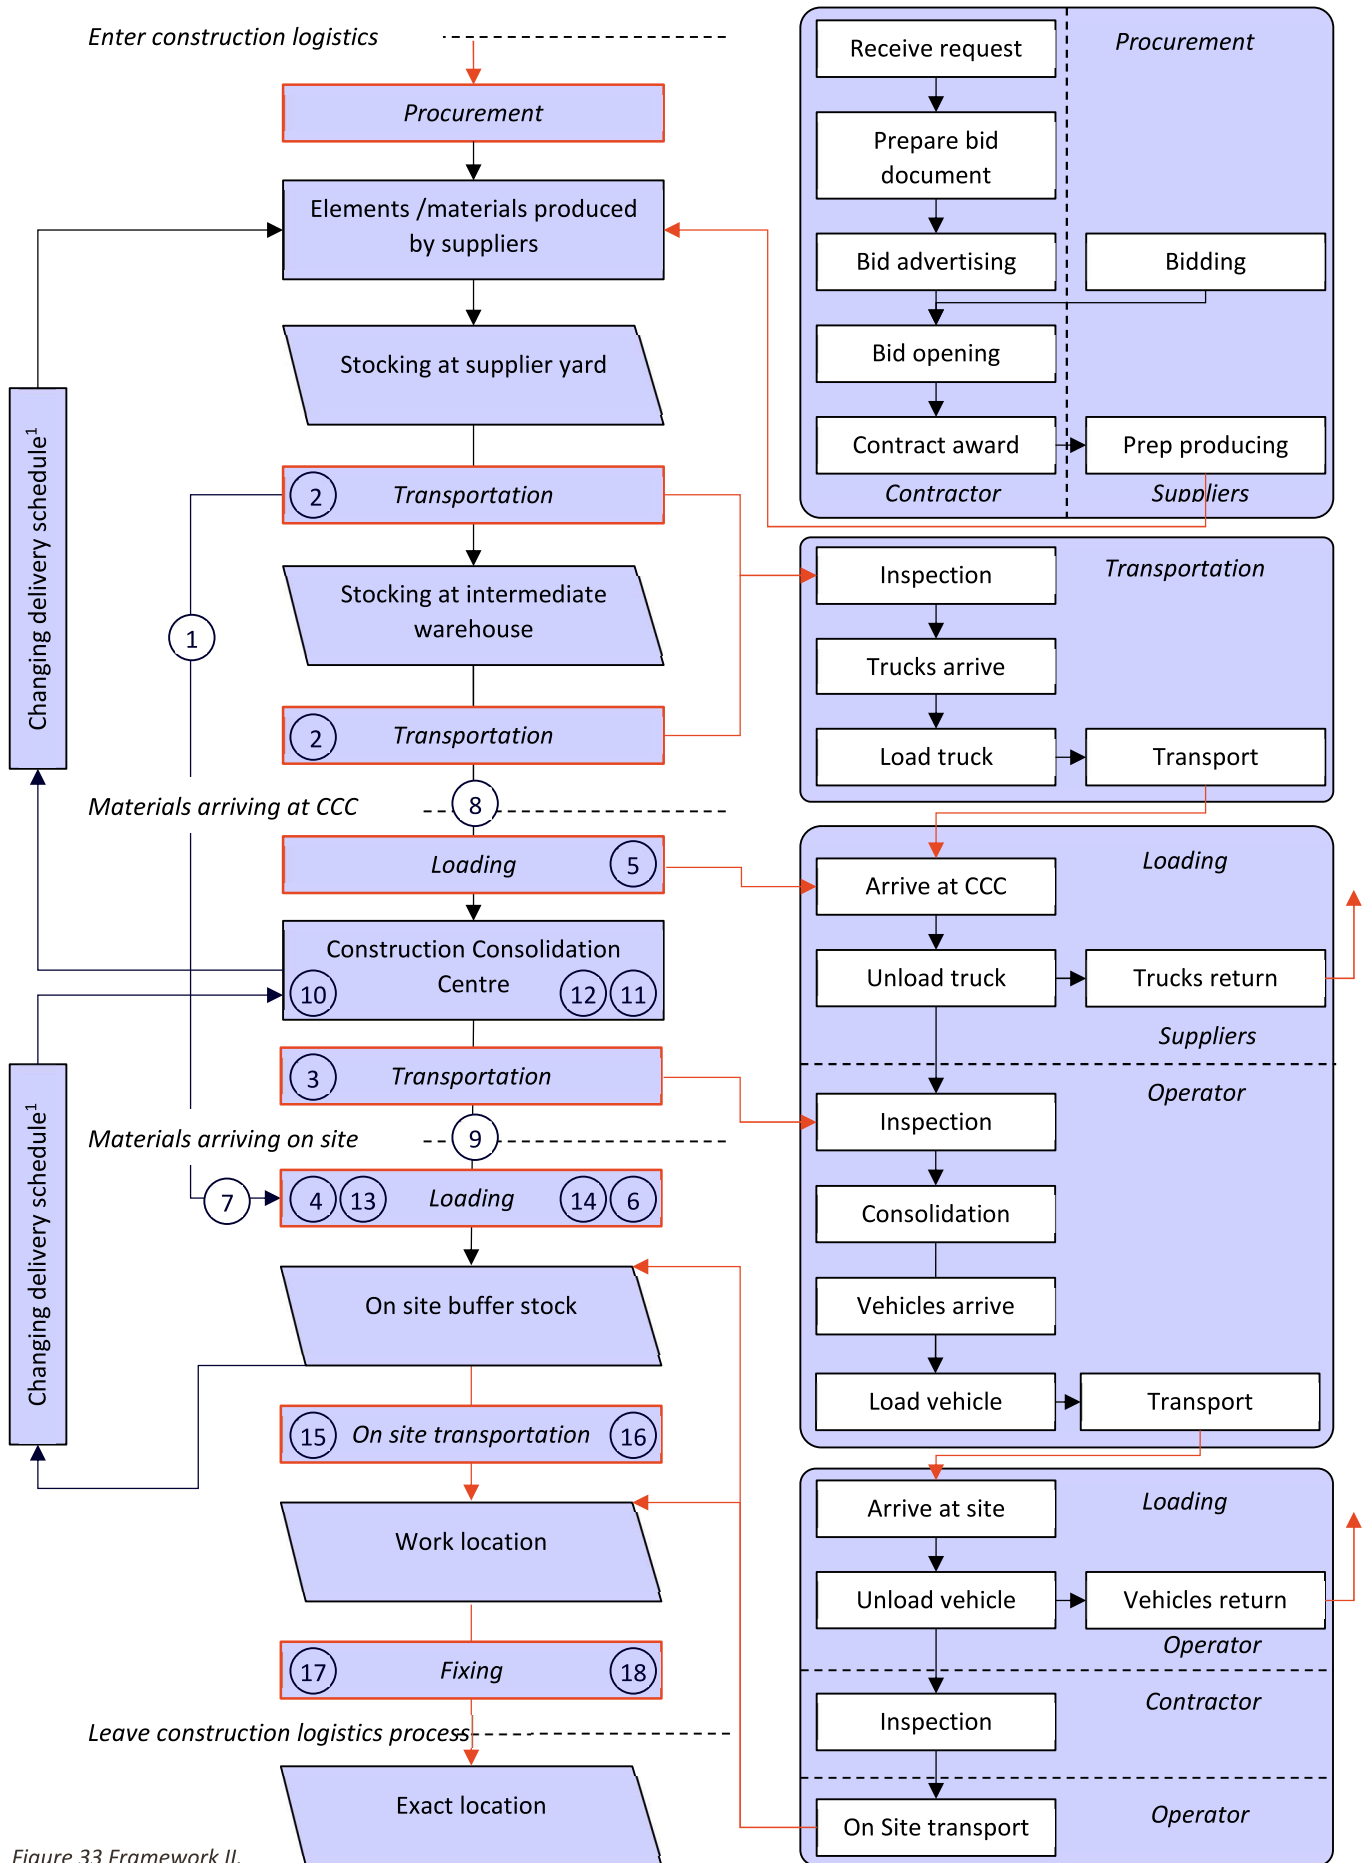 Enter construction logistics
Procurement
Elements /materials produced
by suppliers
Stocking at supplier yard
2
Transportation
Stocking at intermediate
warehouse
1
2
Transportation
Changing delivery schedule¹
Materials arriving at CCC
8
Loading
5
Construction Consolidation
Centre
10
12
11
3
Transportation
Materials arriving on site
9
7
4
13
Loading
14
6
Changing delivery schedule¹
On site buffer stock
15
On site transportation
16
Work location
17
Fixing
18
Leave construction logistics process
Exact location
Figure 33 Framework II.
Receive request
Procurement
Prepare bid
document
Bid advertising
Bidding
Bid opening
Contract award
Prep producing
Contractor
Suppliers
Inspection
Transportation
Trucks arrive
Load truck
Transport
Loading
Arrive at CCC
Unload truck
Trucks return
Suppliers
Operator
Inspection
Consolidation
Vehicles arrive
Load vehicle
Transport
Loading
Arrive at site
Unload vehicle
Vehicles return
Operator
Contractor
Inspection
On Site transport
Operator